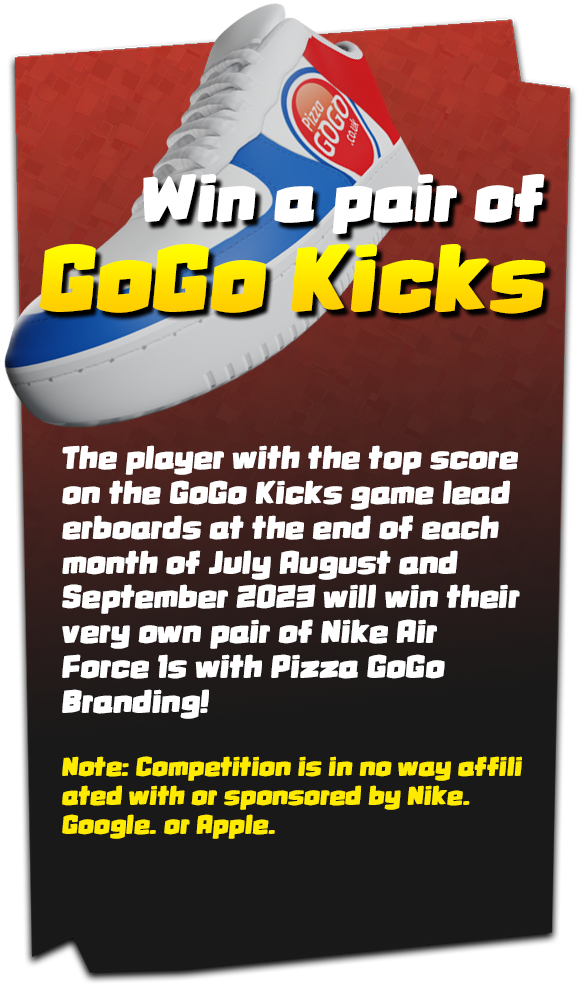 Pizza
GOGO
.co.uk
Win a pair of
GoGo Kicks
The player with the top score
on the GoGo Kicks game lead
erboards at the end of each
month of July August and
September 2023 will win their
very own pair of Nike Air
Force 1s with Pizza GoGo
Branding!
Note: Competition is in no way affili
ated with or sponsored by Nike.
Google. or Apple.